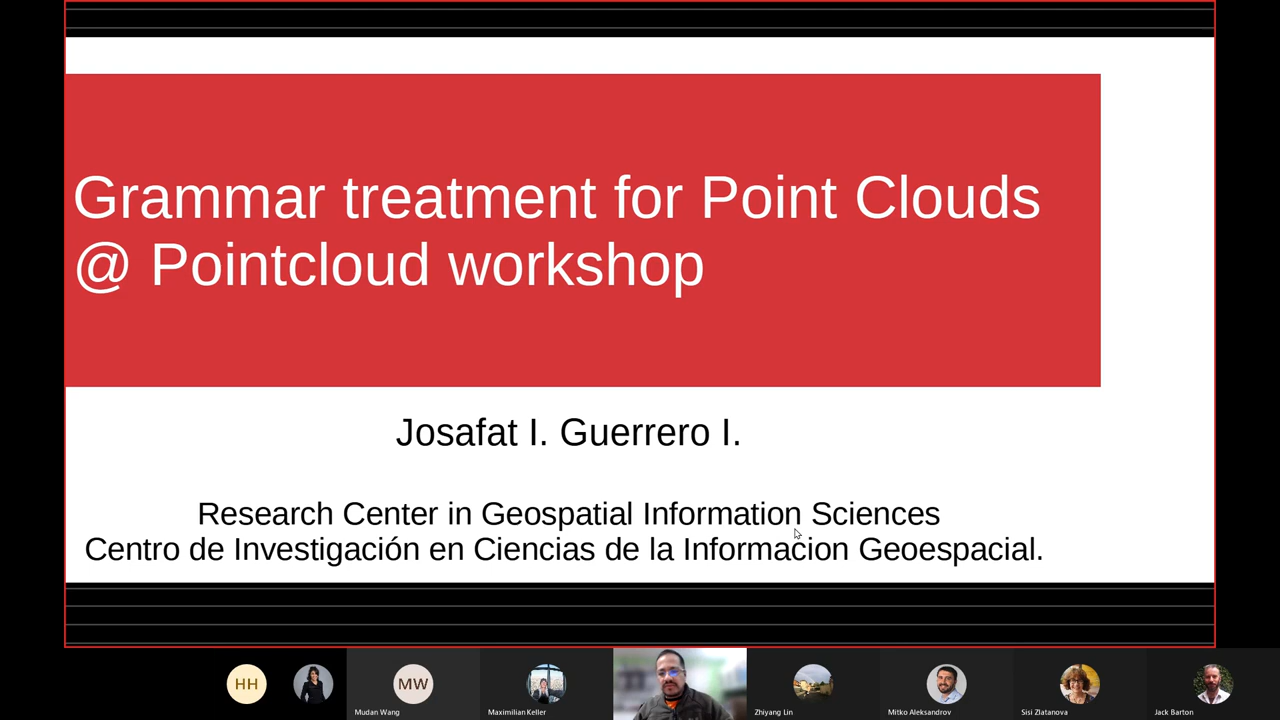 Grammar treatment for Point Clouds
@ Pointcloud workshop
Josafat I. Guerrero I.
Research Center in Geospatial Information Sciences
Centro de Investigación en Ciencias de la Informacion Geoespacial.
HH
MW
Mudan Wang
Maximilian Keller
Zhiyang Lin
Mitko Aleksandrov
Sisi Zlatanova
Jack Barton